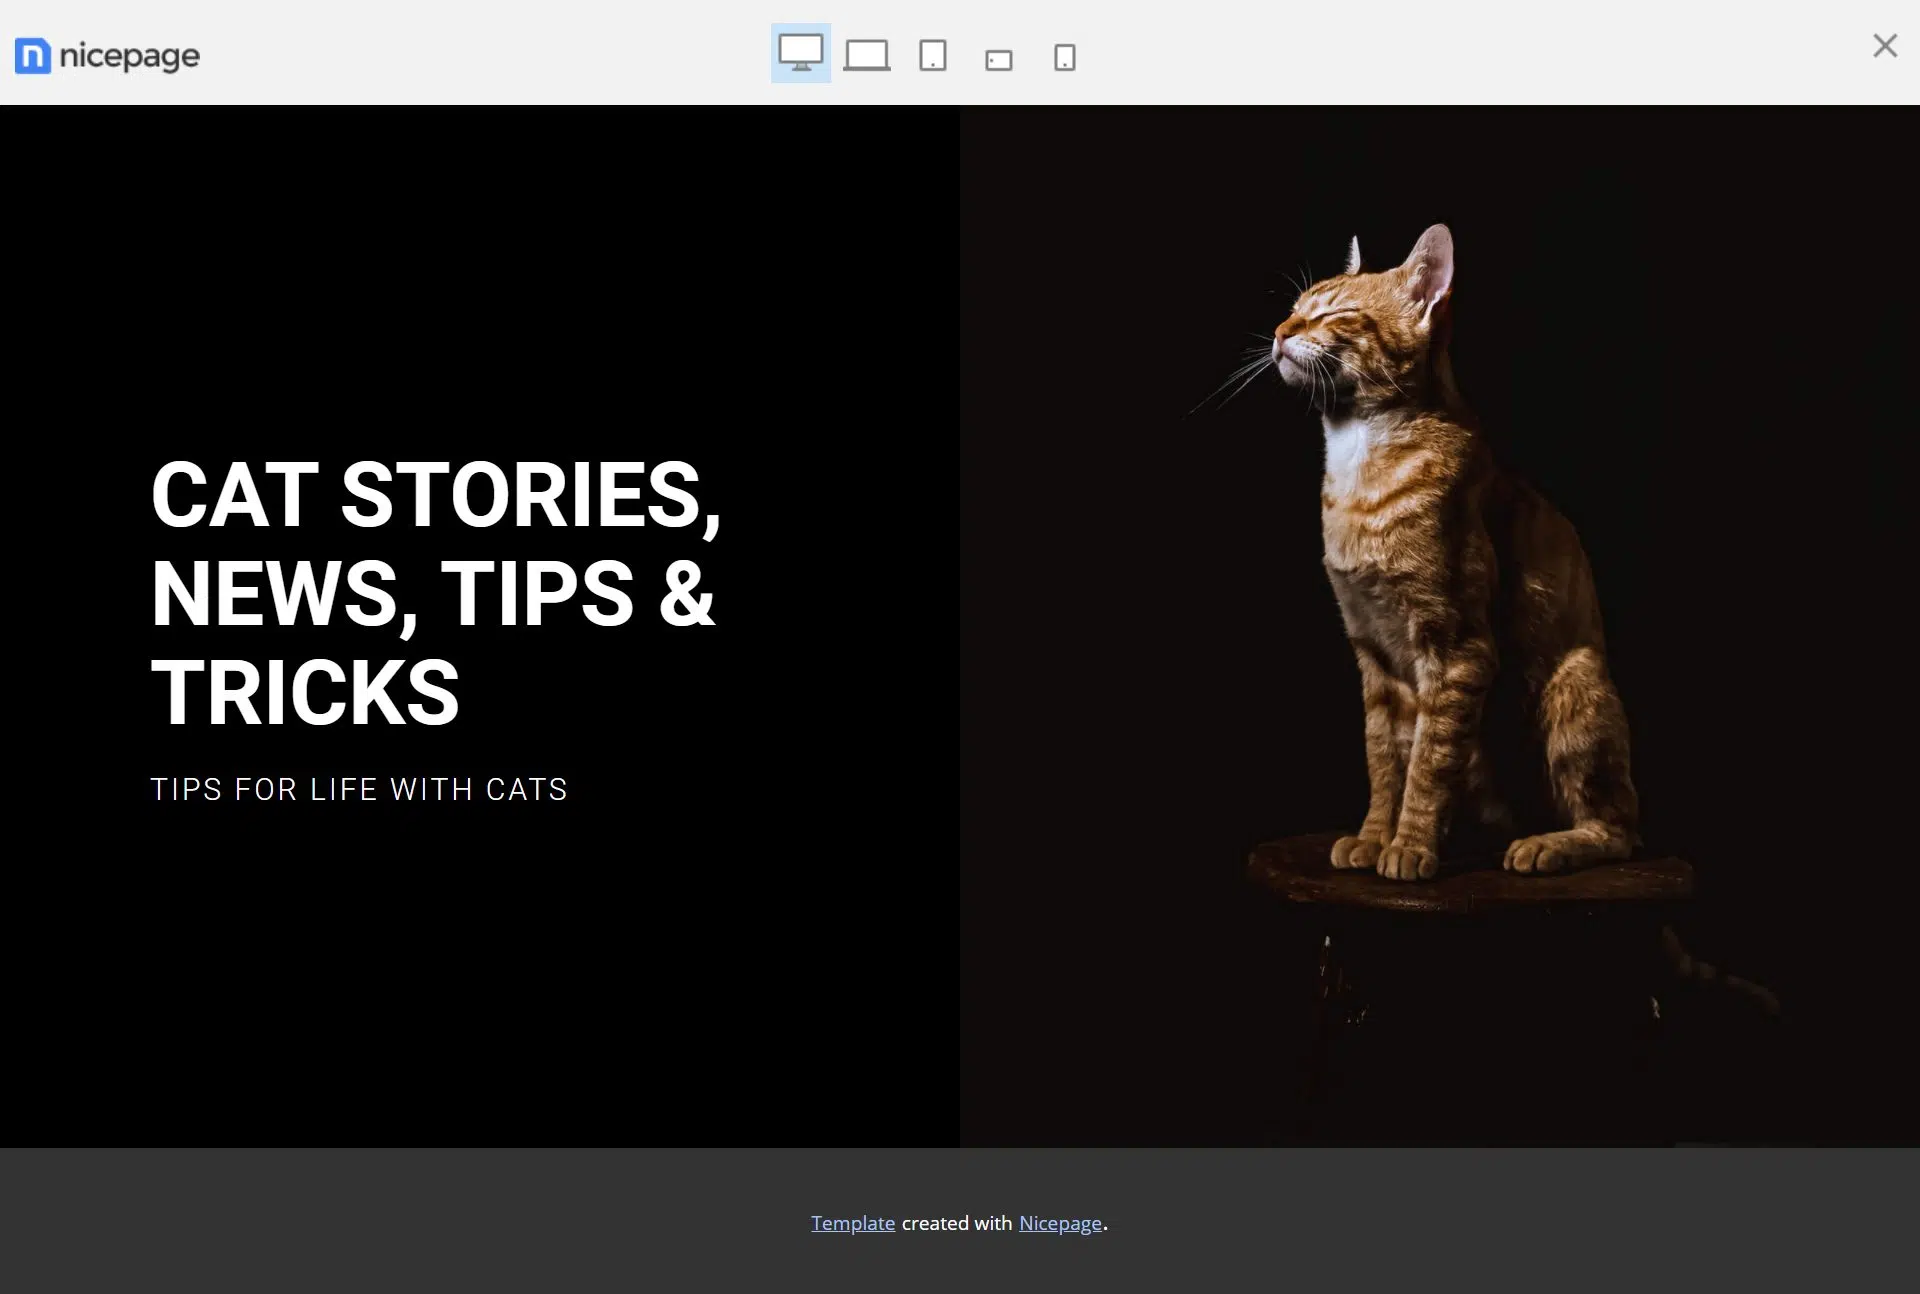 nicepage
CAT STORIES,
NEWS, TIPS &
TRICKS
TIPS FOR LIFE WITH CATS
Template created with Nicepage.